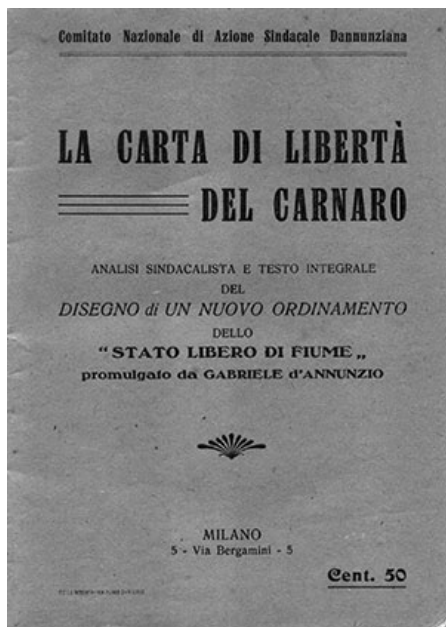 Comitato Nazionale di Azione Sindacale Dannunziana
LA CARTA DI LIBERTÀ
DEL CARNARO
ANALISI SINDACALISTA E TESTO INTEGRALE
DEL
DISEGNO di UN NUOVO ORDINAMENTO
DELLO
“ STATO LIBERO DI FIUME „
promulgato da GABRIELE d'ANNUNZIO
MILANO
5 - Via Bergamini - 5
Cent. 50